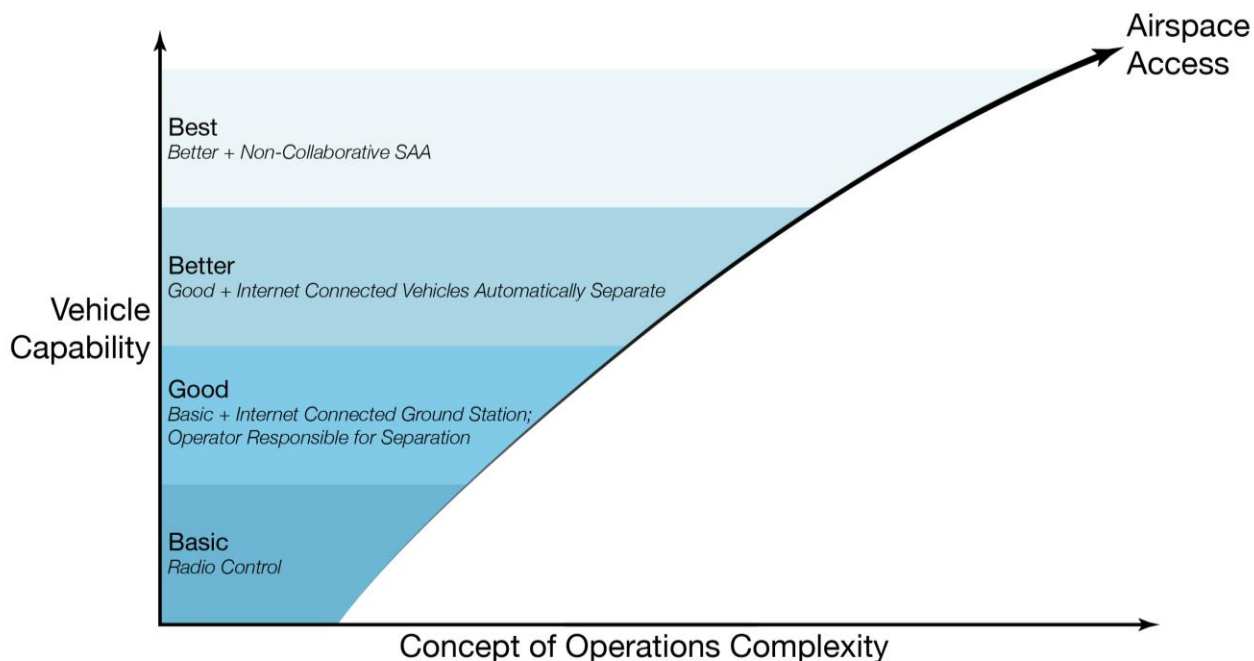 Airspace
Access
Best
Better + Non-Collaborative SAA
Better
Good + Internet Connected Vehicles Automatically Separate
Vehicle
Capability
Good
Basic + Internet Connected Ground Station;
Operator Responsible for Separation
Basic
Radio Control
Concept of Operations Complexity